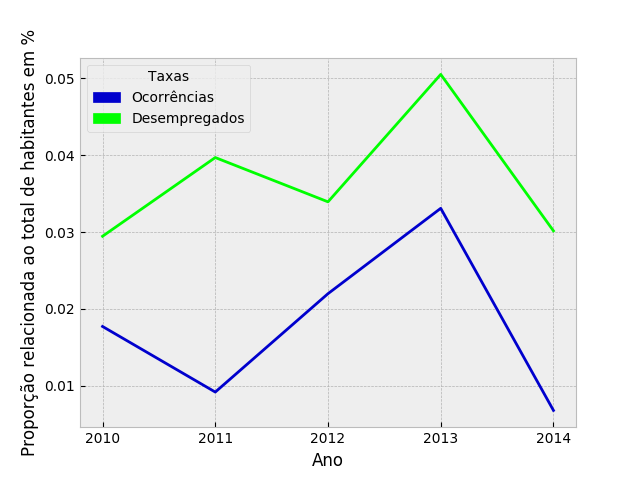 Proporção relacionada ao total de habitantes em %
0.05
0.04
0.03
0.02
0.01
Taxas
Ocorrências
Desempregados
2010 2011 2012 2013 2014
Ano